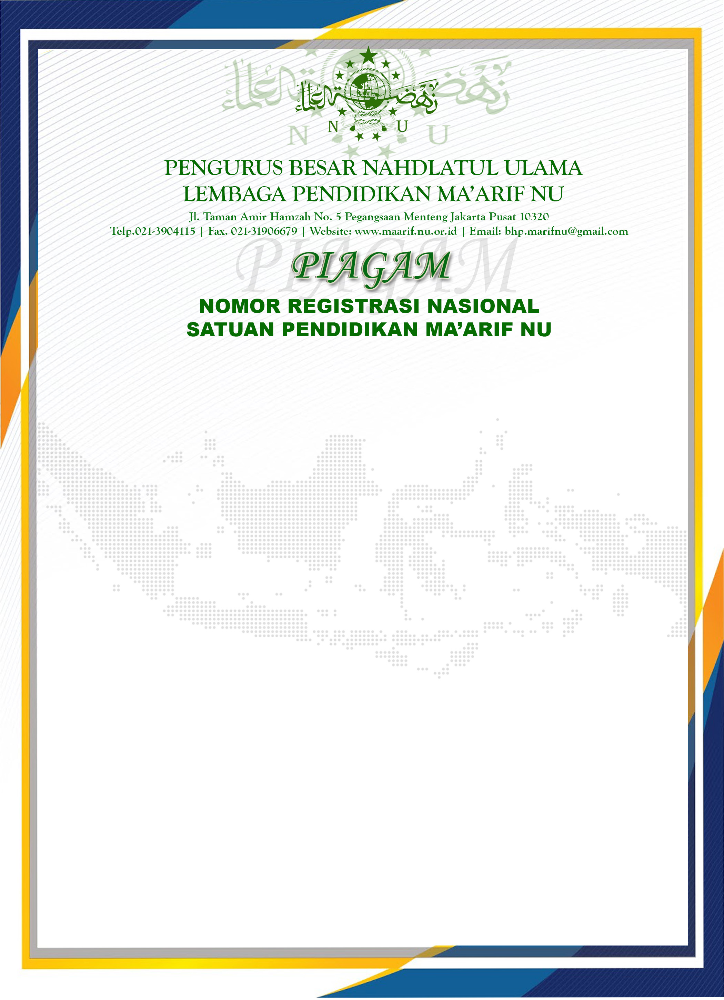 نهضة العلماء
N U
PENGURUS BESAR NAHDLATUL ULAMA
LEMBAGA PENDIDIKAN MA’ARIF NU
Jl. Taman Amir Hamzah No. 5 Pegangsaan Menteng Jakarta Pusat 10320
Telp.021-3904115 | Fax. 021-31906679 | Website: www.maarif.nu.or.id | Email: bhp.marifnu@gmail.com
PIAGAM
NOMOR REGISTRASI NASIONAL
SATUAN PENDIDIKAN MA’ARIF NU